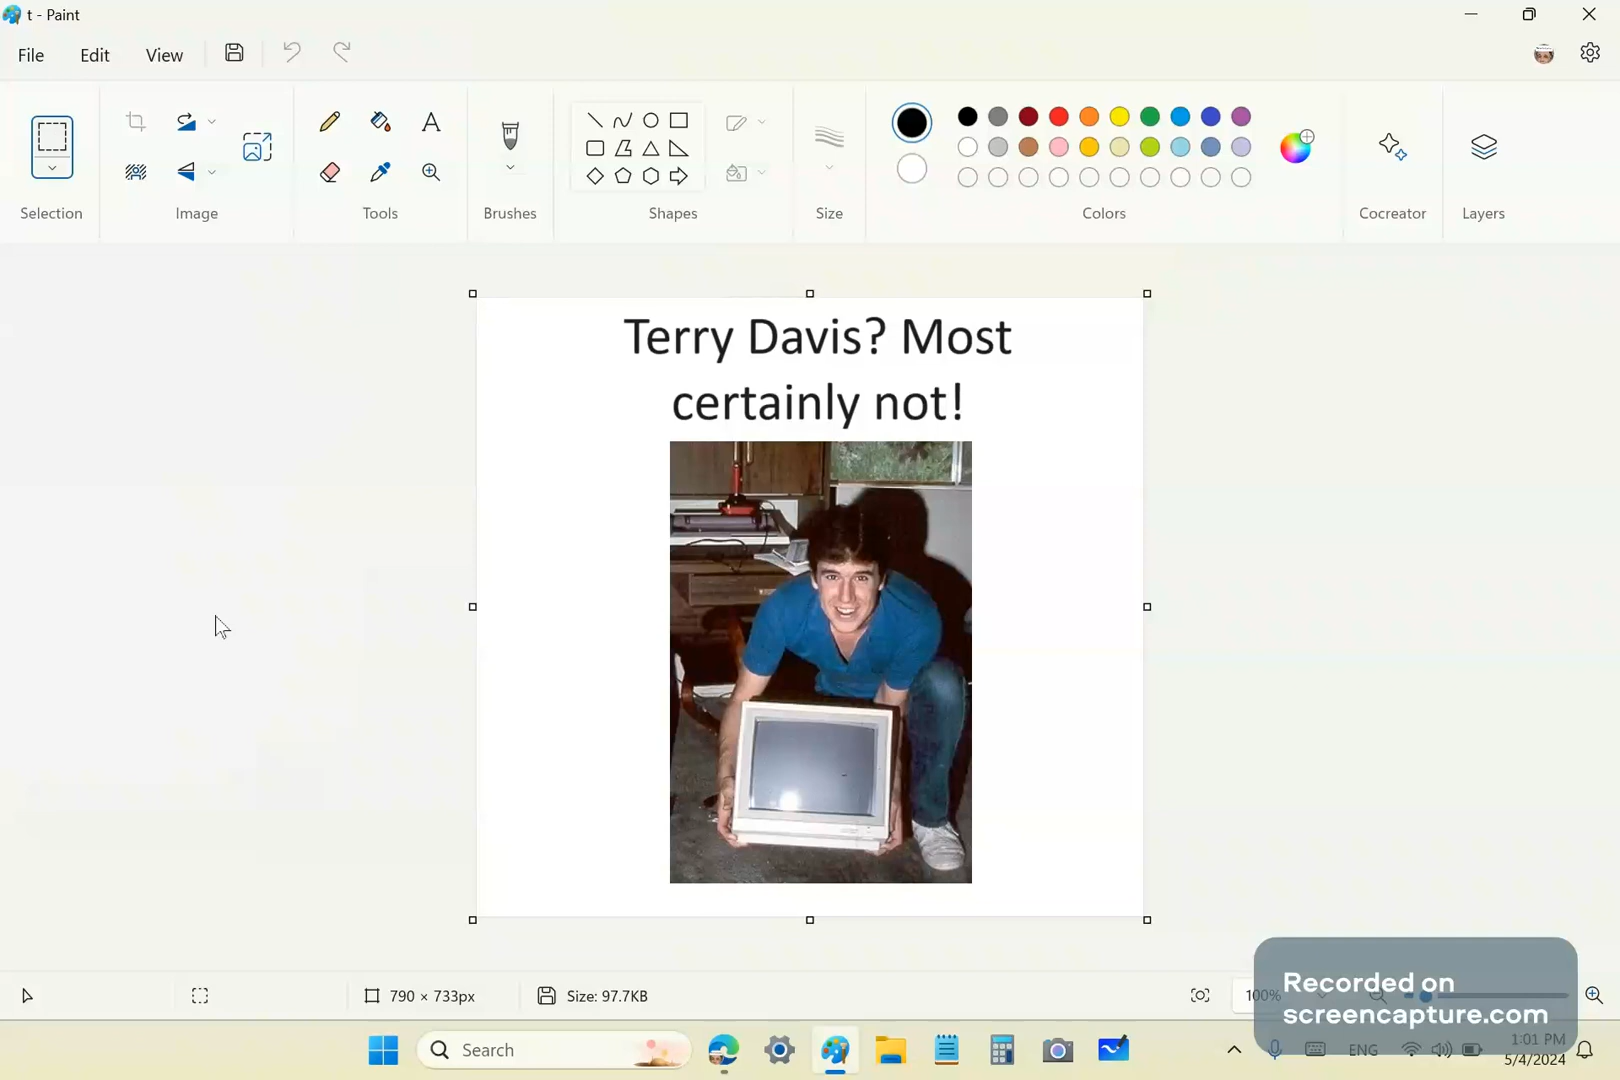 t - Paint
File Edit View
Selection Image Tools Brushes Shapes Size Colors Cocreator Layers
Terry Davis? Most
certainly not!
790 × 733px Size: 97.7KB 100%
Recorded on
screencapture.com
Search ENG 1:01 PM
5/4/2024